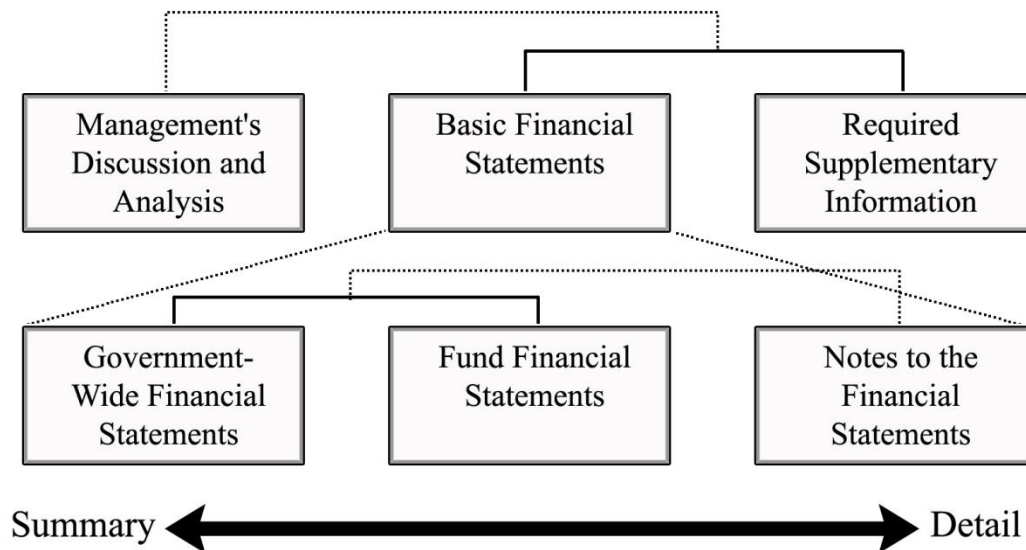 Management's
Discussion and
Analysis
Basic Financial
Statements
Required
Supplementary
Information
Government-
Wide Financial
Statements
Fund Financial
Statements
Notes to the
Financial
Statements
Summary
Detail